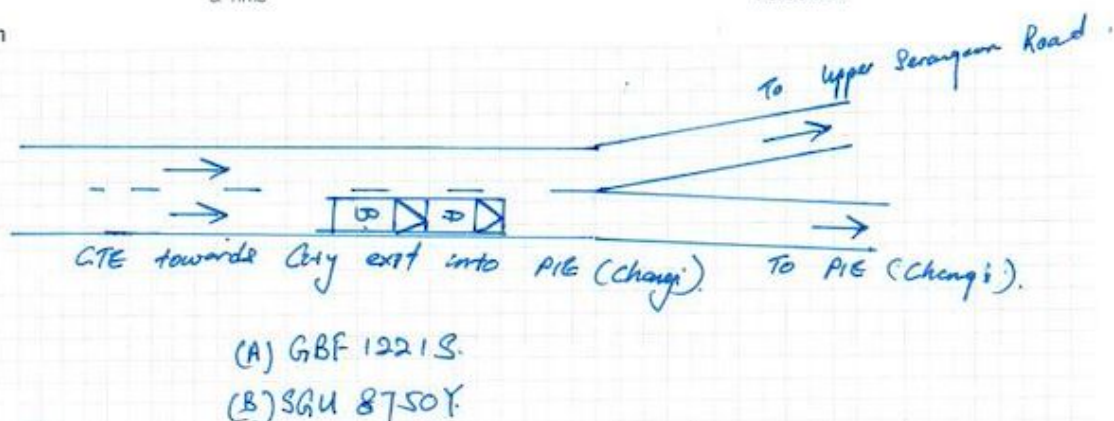 To Upper Serangoon Road.
B A
CTE towards City exit into PIE (Changi). To PIE (Changi).
(A) GBF 1221S.
(B) SGU 8750Y.